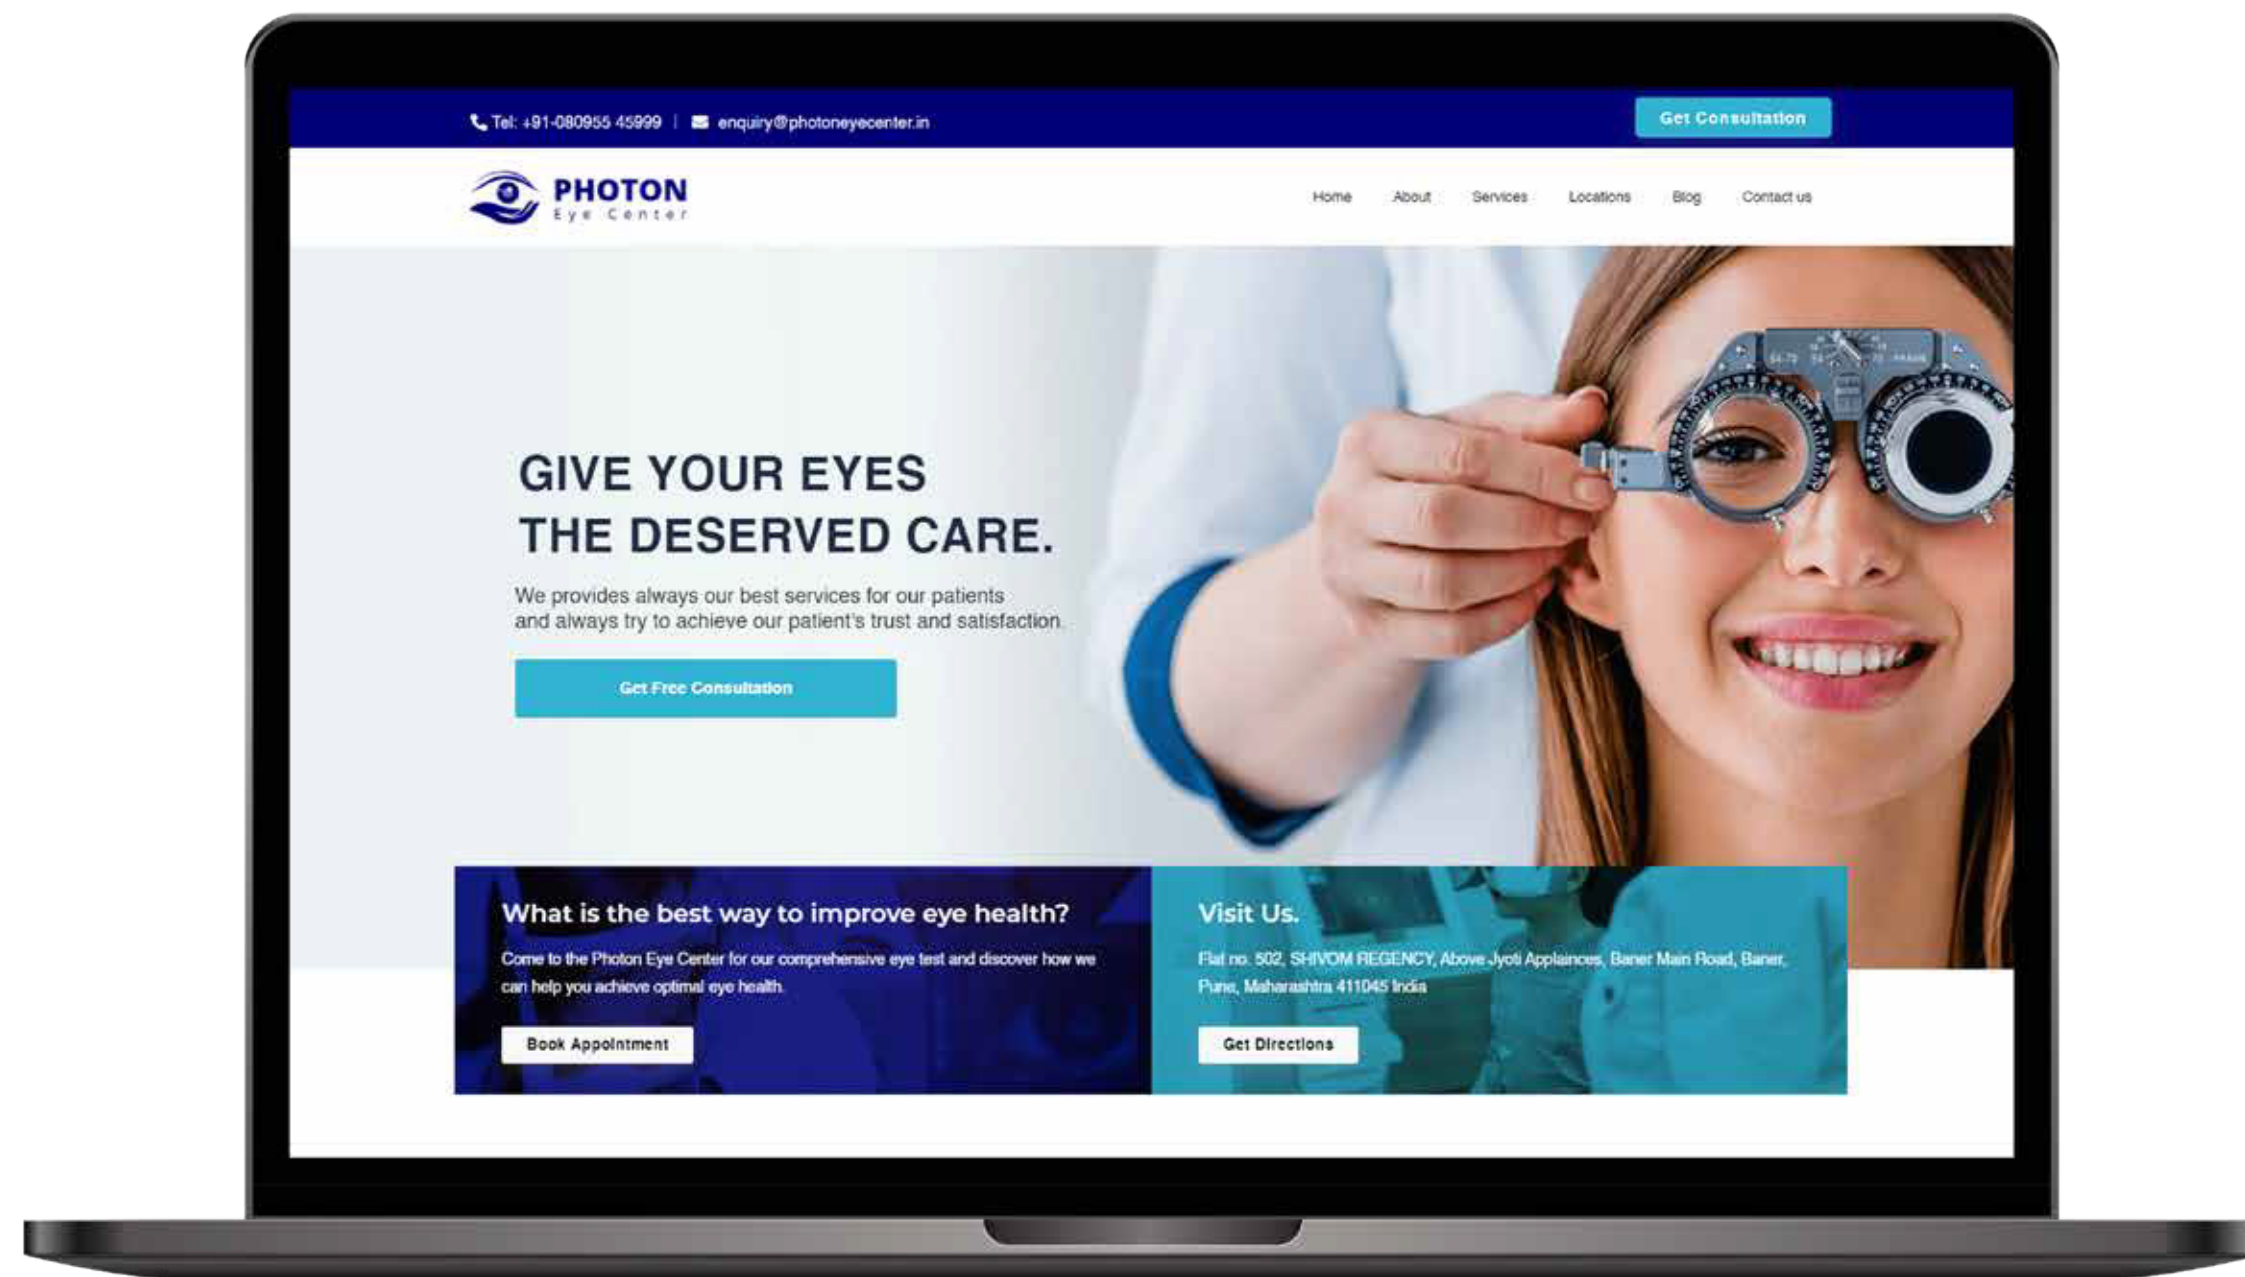 Tel: +91-080955 45999 | enquiry@photoneyecenter.in
Get Consultation
PHOTON
Eye Center
Home About Services Locations Blog Contact us
GIVE YOUR EYES
THE DESERVED CARE.
We provides always our best services for our patients
and always try to achieve our patient's trust and satisfaction.
Get Free Consultation
What is the best way to improve eye health?
Come to the Photon Eye Center for our comprehensive eye test and discover how we
can help you achieve optimal eye health.
Book Appointment
Visit Us.
Flat no. 502, SHIVOM REGENCY, Above Jyoti Applainces, Baner Main Road, Baner,
Pune, Maharashtra 411045 India
Get Directions